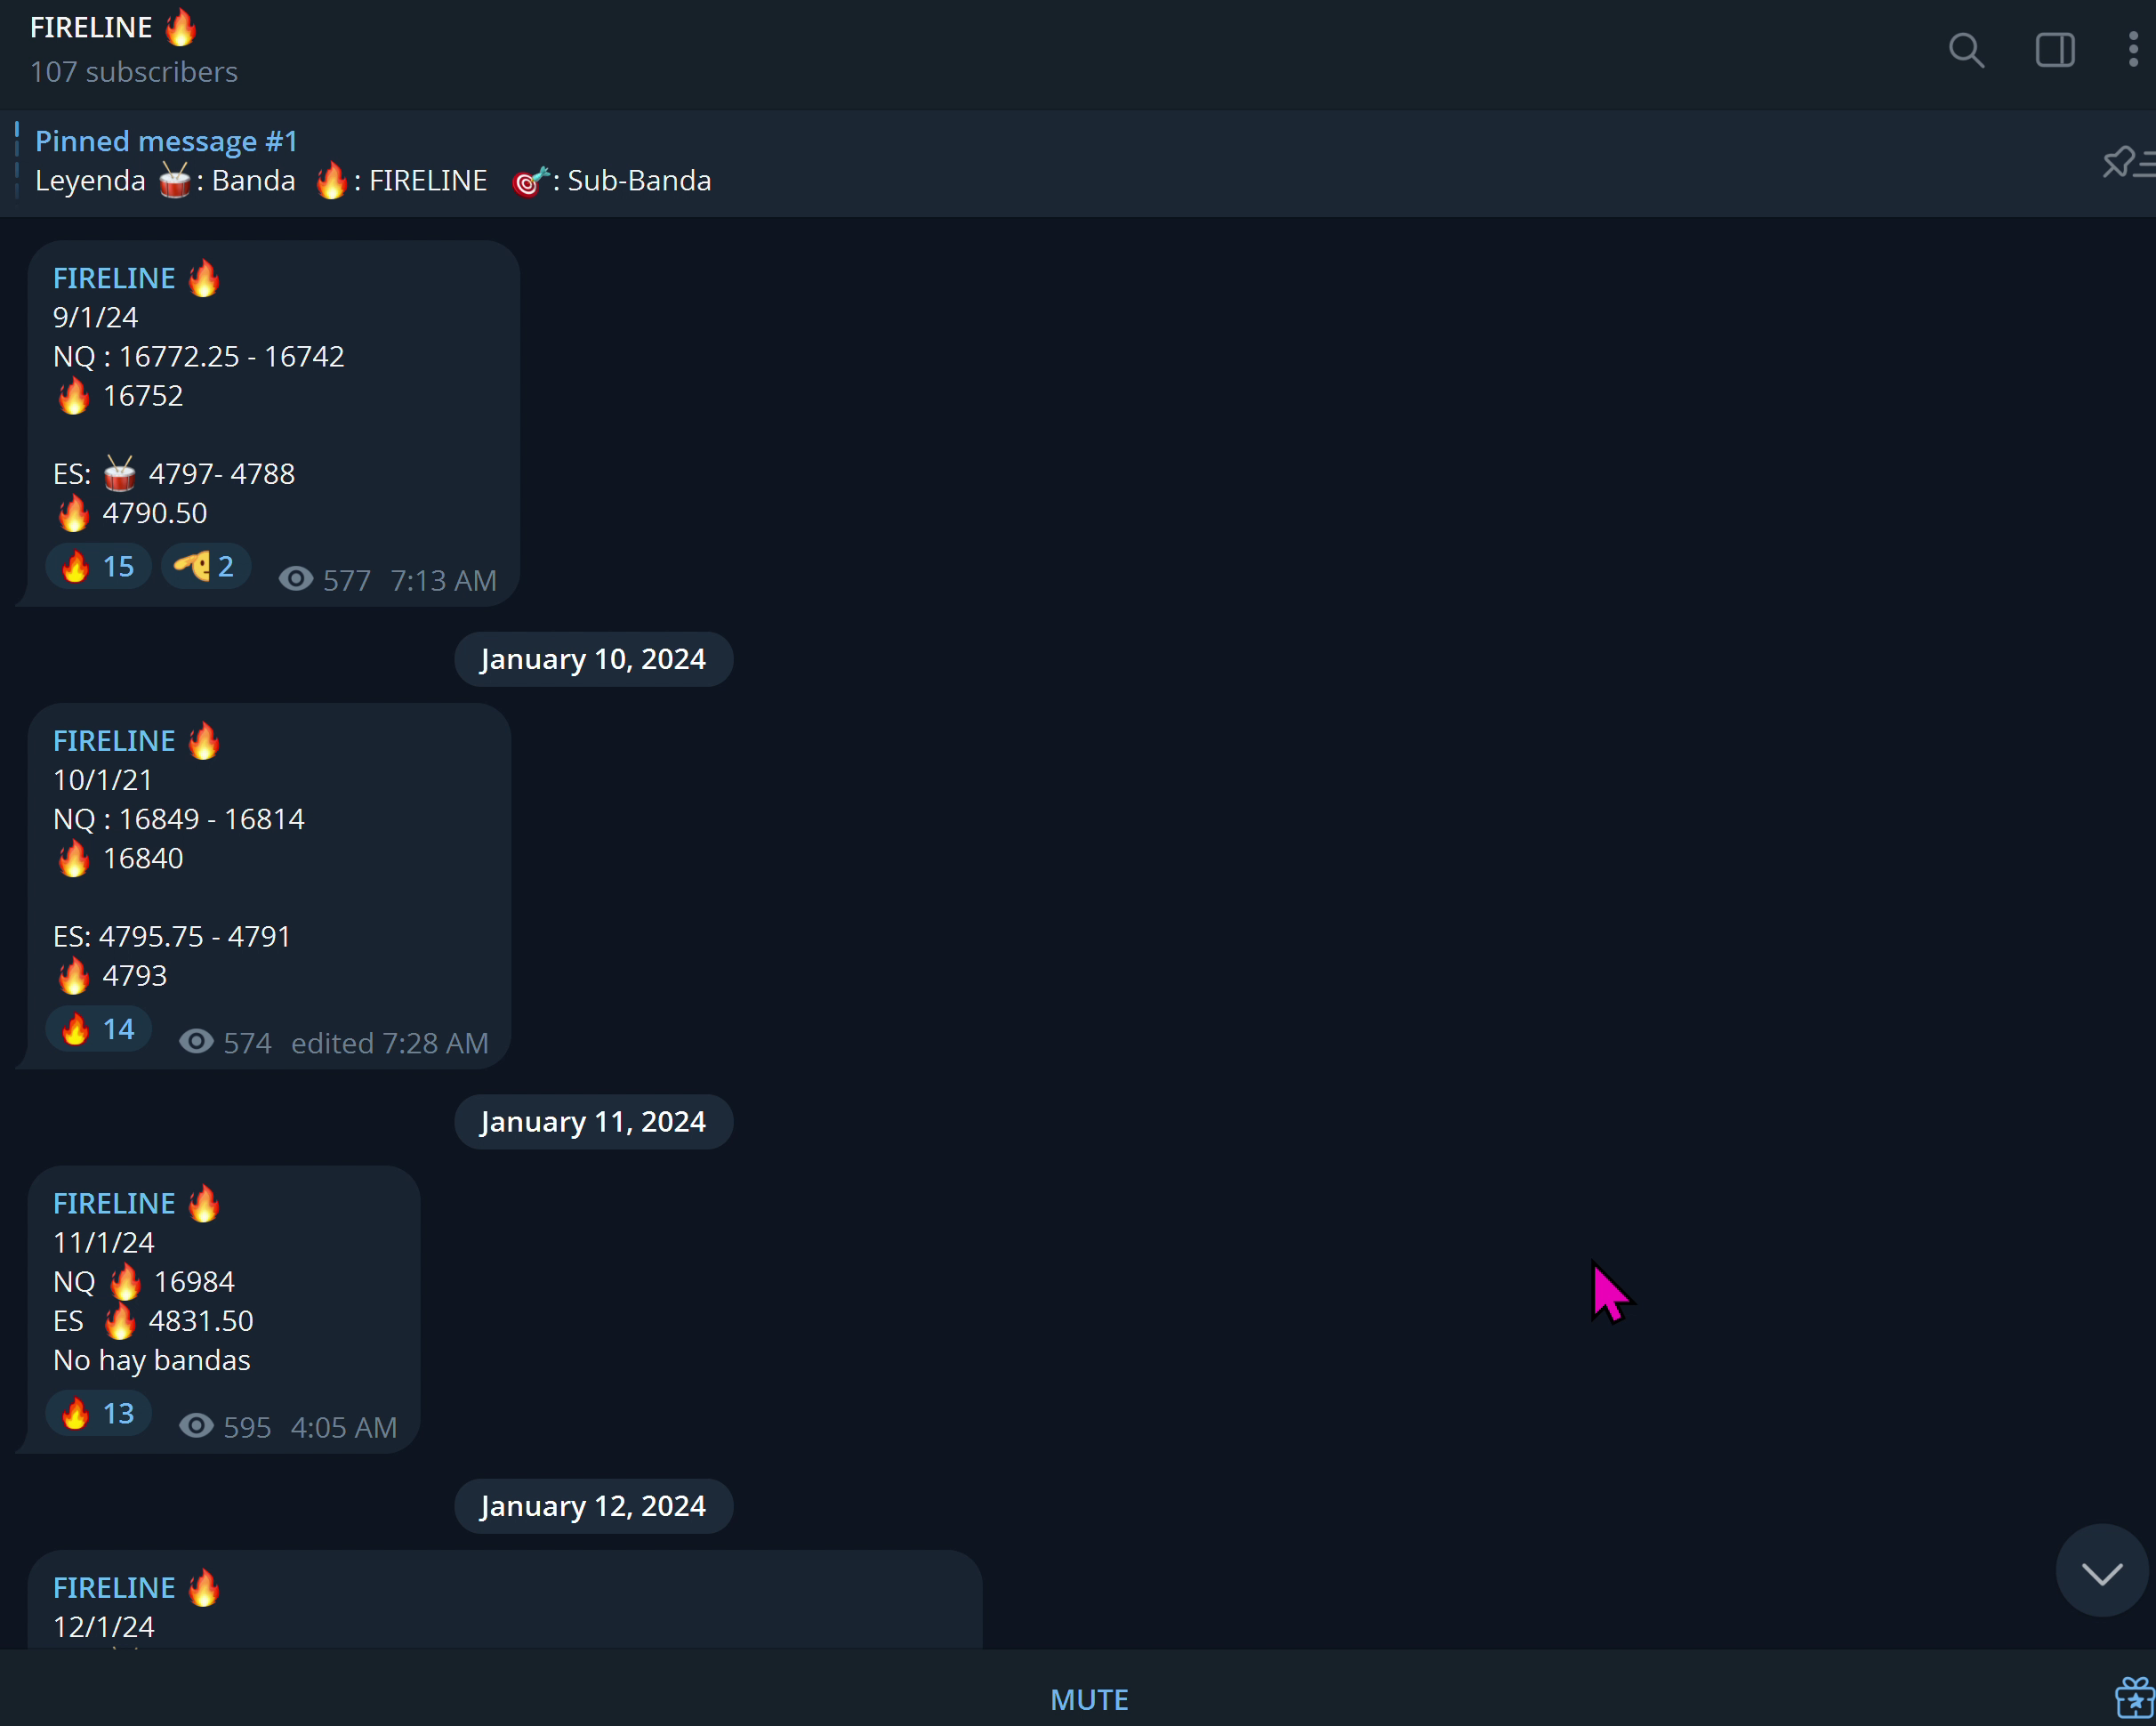 FIRELINE 🔥
107 subscribers
Pinned message #1
Leyenda 🥁: Banda 🔥: FIRELINE 🎯: Sub-Banda
FIRELINE 🔥
9/1/24
NQ : 16772.25 - 16742
🔥 16752
ES: 🥁 4797- 4788
🔥 4790.50
🔥 15 🫡 2 577 7:13 AM
January 10, 2024
FIRELINE 🔥
10/1/21
NQ : 16849 - 16814
🔥 16840
ES: 4795.75 - 4791
🔥 4793
🔥 14 574 edited 7:28 AM
January 11, 2024
FIRELINE 🔥
11/1/24
NQ 🔥 16984
ES 🔥 4831.50
No hay bandas
🔥 13 595 4:05 AM
January 12, 2024
FIRELINE 🔥
12/1/24
MUTE